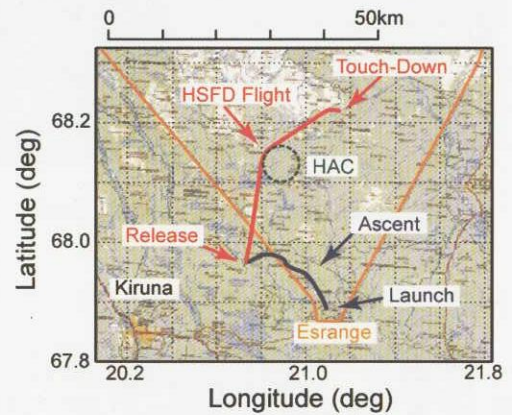 0
50km
Touch-Down
HSFD Flight
68.2
HAC
Latitude (deg)
Ascent
68.0
Release
Kiruna
Launch
Esrange
67.8
20.2
21.0
21.8
Longitude (deg)